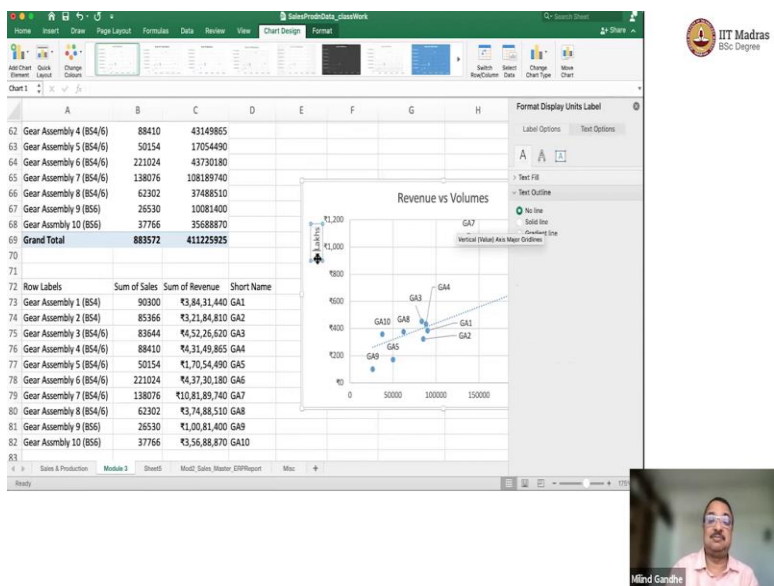 SalesProdnData_classWork
Search Sheet
Home Insert Draw Page Layout Formulas Data Review View Chart Design Format
Share
Add Chart Element
Quick Layout
Change Colours
Switch Row/Column
Select Data
Change Chart Type
Move Chart
Chart 1 fx
A B C D E F G H
62 Gear Assembly 4 (BS4/6) 88410 43149865
63 Gear Assembly 5 (BS4/6) 50154 17054490
64 Gear Assembly 6 (BS4/6) 221024 43730180
65 Gear Assembly 7 (BS4/6) 138076 108189740
66 Gear Assembly 8 (BS4/6) 62302 37488510
67 Gear Assembly 9 (BS6) 26530 10081400
68 Gear Assmbly 10 (BS6) 37766 35688870
69 Grand Total 883572 411225925
70
71
72 Row Labels Sum of Sales Sum of Revenue Short Name
73 Gear Assembly 1 (BS4) 90300 ₹3,84,31,440 GA1
74 Gear Assembly 2 (BS4) 85366 ₹3,21,84,810 GA2
75 Gear Assembly 3 (BS4/6) 83644 ₹4,52,26,620 GA3
76 Gear Assembly 4 (BS4/6) 88410 ₹4,31,49,865 GA4
77 Gear Assembly 5 (BS4/6) 50154 ₹1,70,54,490 GA5
78 Gear Assembly 6 (BS4/6) 221024 ₹4,37,30,180 GA6
79 Gear Assembly 7 (BS4/6) 138076 ₹10,81,89,740 GA7
80 Gear Assembly 8 (BS4/6) 62302 ₹3,74,88,510 GA8
81 Gear Assembly 9 (BS6) 26530 ₹1,00,81,400 GA9
82 Gear Assmbly 10 (BS6) 37766 ₹3,56,88,870 GA10
83
Revenue vs Volumes
Lakhs
₹1,200
₹1,000
₹800
₹600
₹400
₹200
₹0
0 50000 100000 150000
GA7
GA4
GA3
GA10 GA8 GA1
GA2
GA5
GA9
Vertical (Value) Axis Major Gridlines
Format Display Units Label
Label Options Text Options
A A A
Text Fill
Text Outline
No line
Solid line
Gradient line
Sales & Production Module 3 Sheet5 Mod2_Sales_Master_ERPReport Misc +
Ready
175%
IIT Madras
BSc Degree
Milind Gandhe